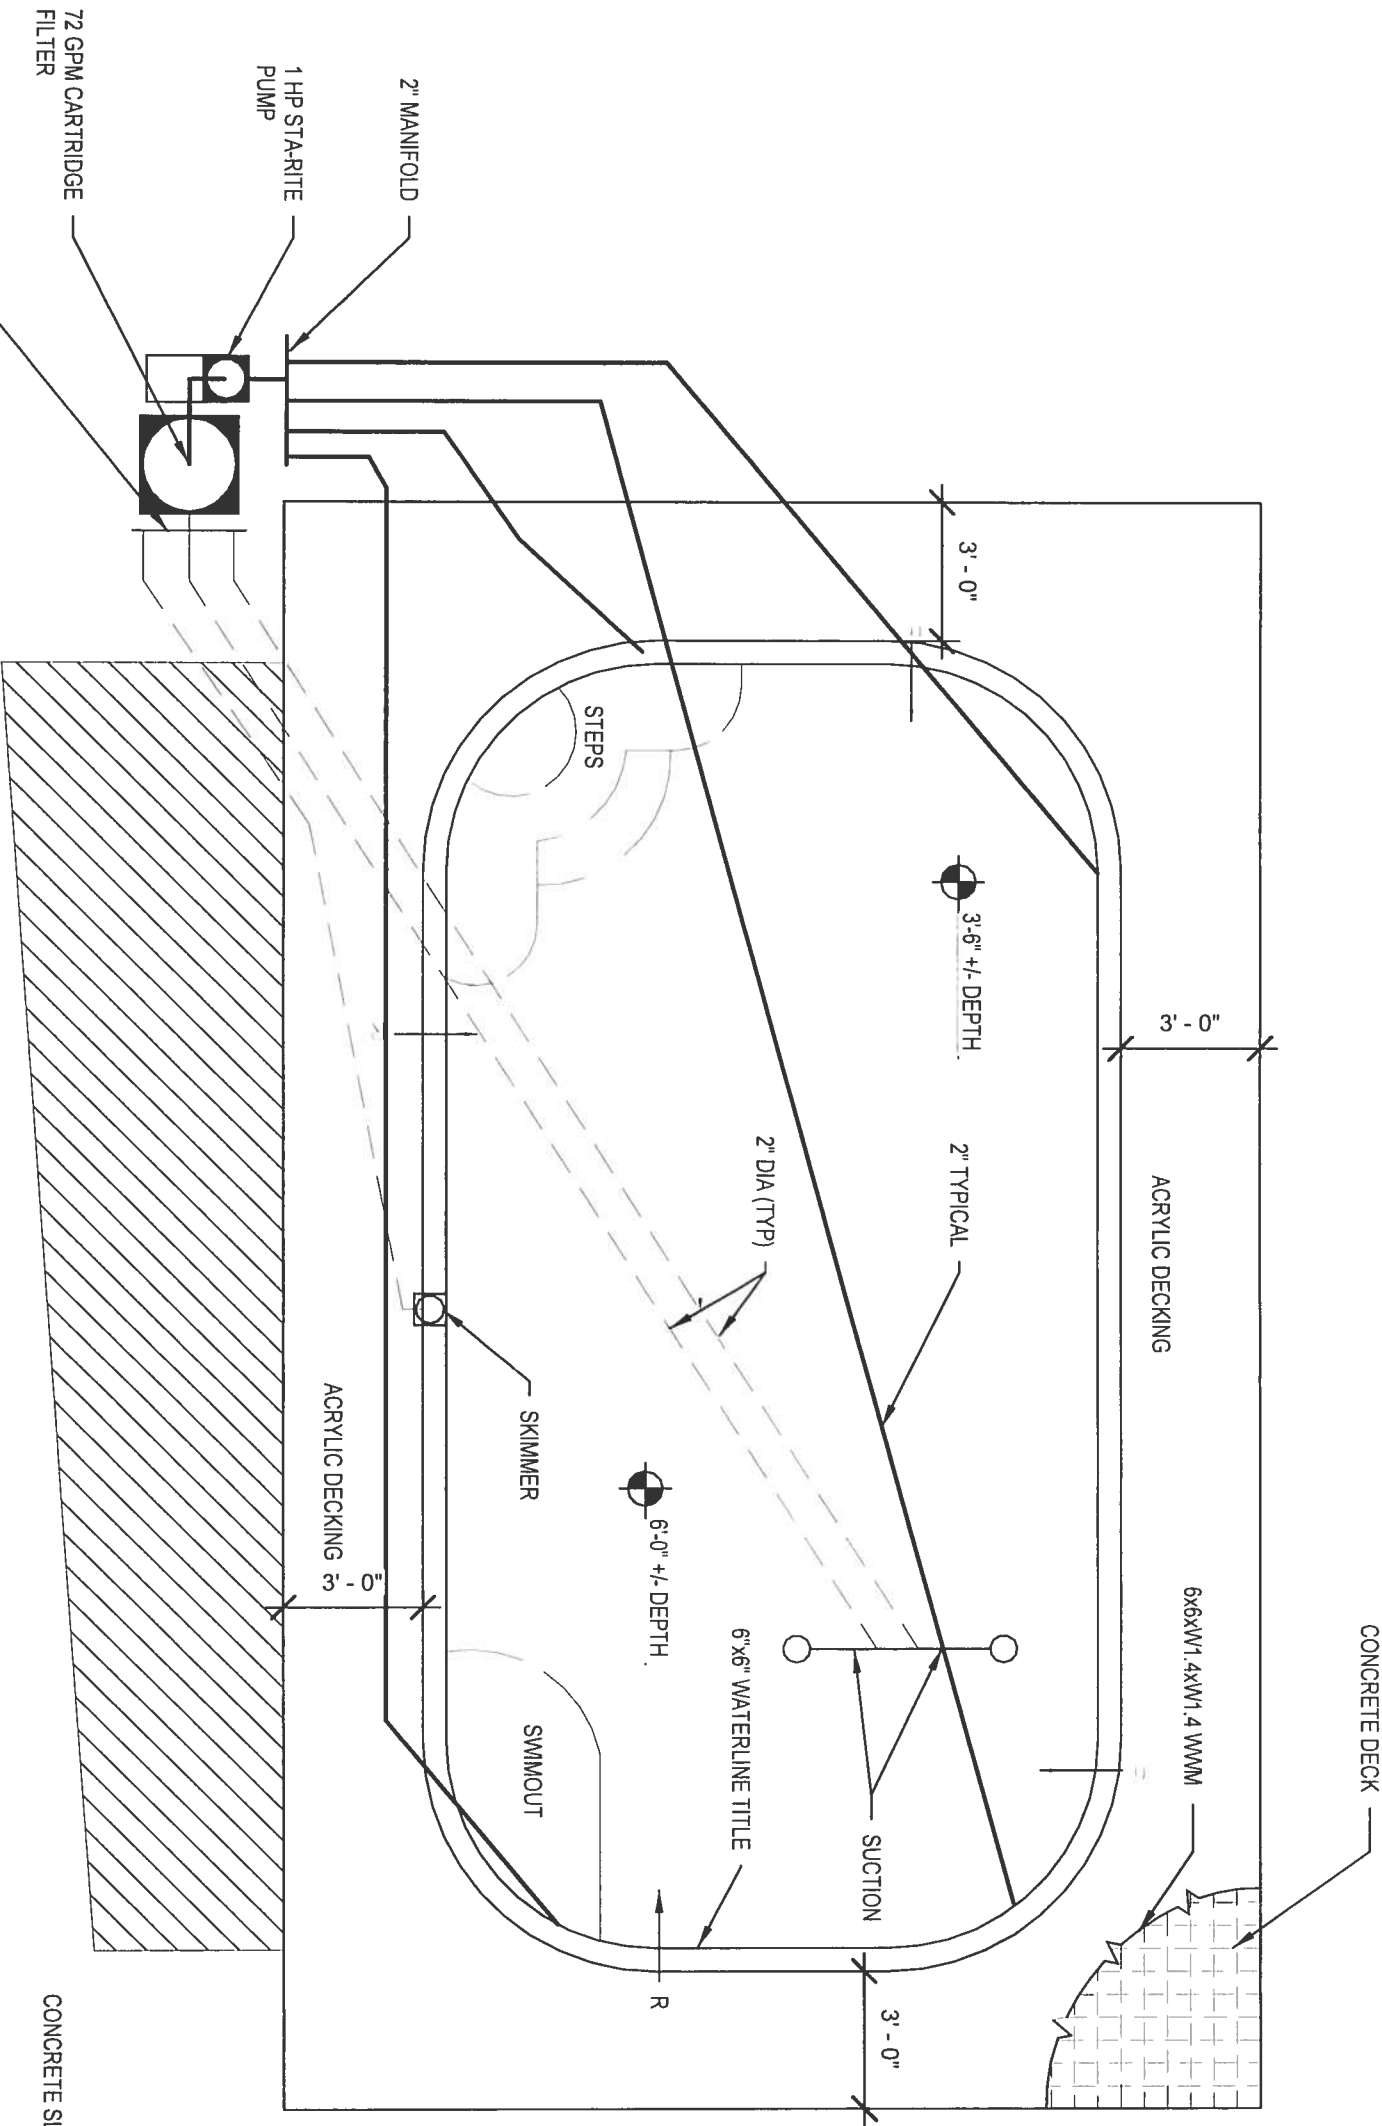 CONCRETE DECK
6x6xW1.4xW1.4 WWM
ACRYLIC DECKING
3' - 0"
3' - 0"
3'-6" +/- DEPTH
2" TYPICAL
2" DIA (TYP)
STEPS
SUCTION
3' - 0"
R
6"x6" WATERLINE TITLE
6'-0" +/- DEPTH
SWIMOUT
SKIMMER
ACRYLIC DECKING
3' - 0"
2" MANIFOLD
1 HP STA-RITE
PUMP
72 GPM CARTRIDGE
FILTER
CONCRETE